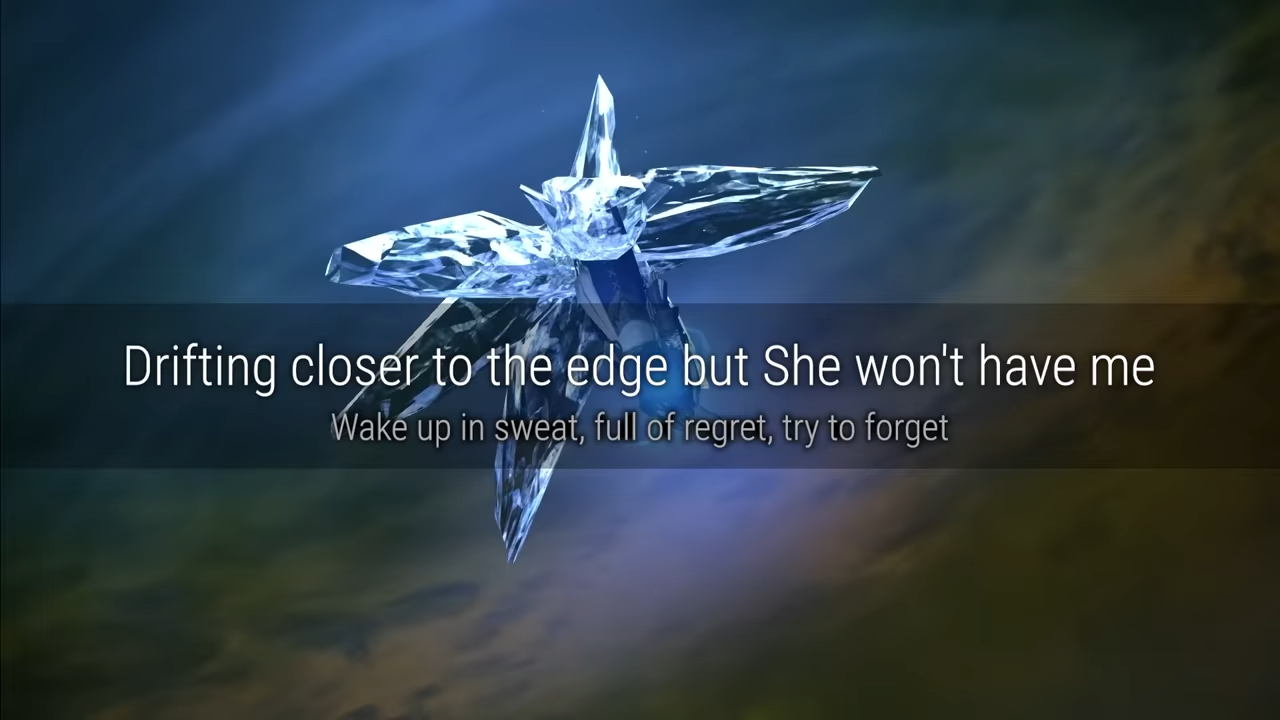 Drifting closer to the edge but She won't have me
Wake up in sweat, full of regret, try to forget